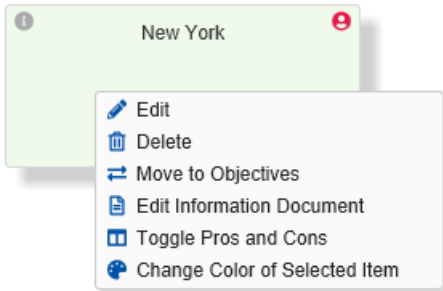 New York
Edit
Delete
Move to Objectives
Edit Information Document
Toggle Pros and Cons
Change Color of Selected Item